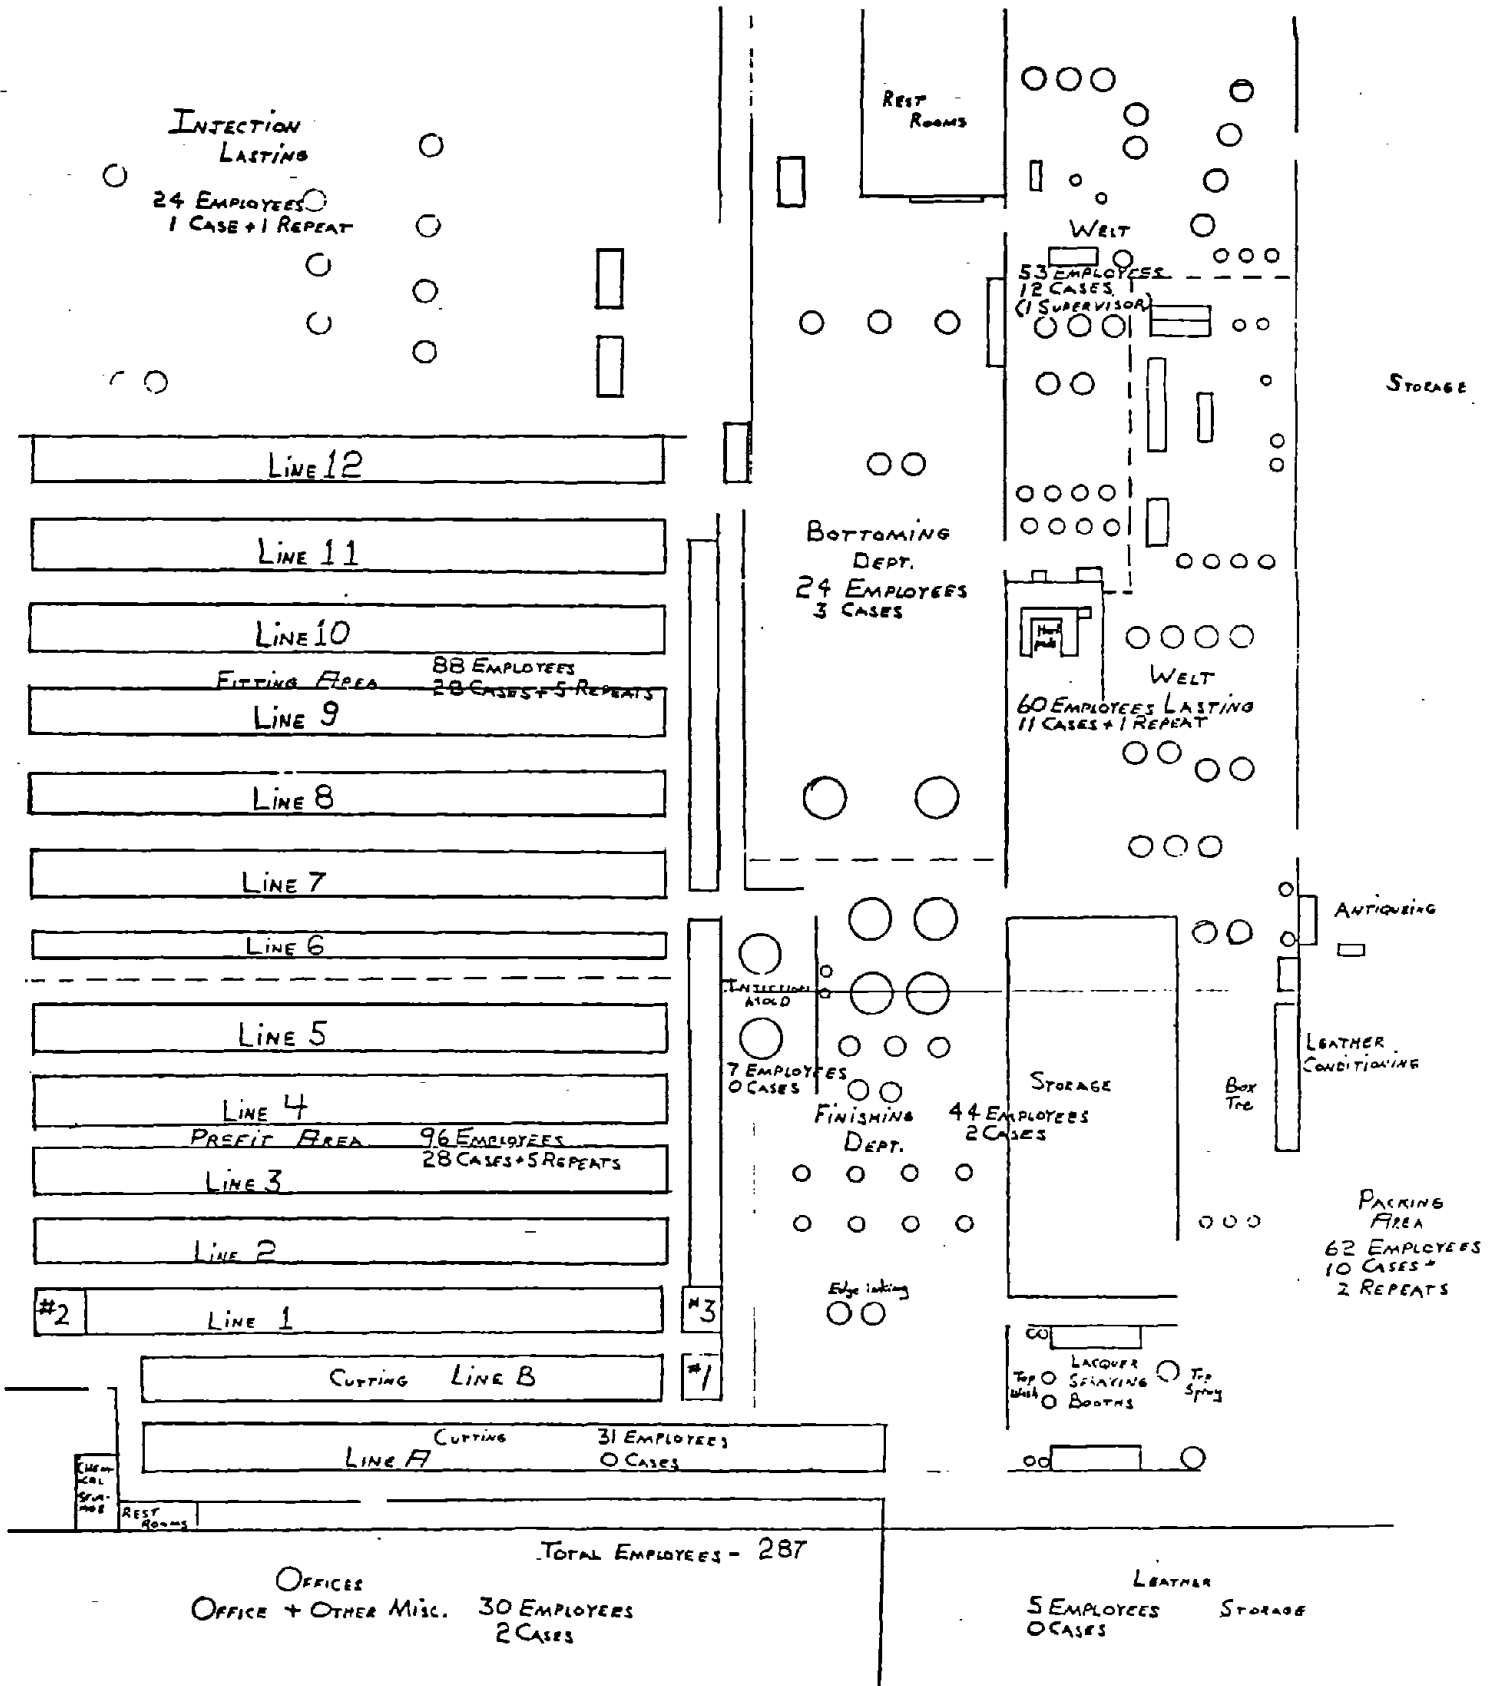 INJECTION
LASTING
24 EMPLOYEES
1 CASE + 1 REPEAT
REST
ROOMS
WELT
53 EMPLOYEES
12 CASES
(1 SUPERVISOR)
STORAGE
LINE 12
LINE 11
LINE 10
88 EMPLOYEES
FITTING AREA 28 CASES + 5 REPEATS
LINE 9
LINE 8
LINE 7
LINE 6
BOTTOMING
DEPT.
24 EMPLOYEES
3 CASES
WELT
60 EMPLOYEES LASTING
11 CASES + 1 REPEAT
ANTIQUEING
INJECTION
MOLD
7 EMPLOYEES
0 CASES
LINE 5
LINE 4
PREFIT AREA 96 EMPLOYEES
28 CASES + 5 REPEATS
LINE 3
LINE 2
#2
LINE 1
#3
CUTTING LINE B
#1
FINISHING
DEPT.
44 EMPLOYEES
2 CASES
STORAGE
BOX
TRE
LEATHER
CONDITIONING
PACKING
AREA
62 EMPLOYEES
10 CASES +
2 REPEATS
Edge inking
LACQUER
SPRAYING
BOOTHS
Top
Wash
Top
Spray
CUTTING 31 EMPLOYEES
LINE A 0 CASES
CHEMI-
CAL
REST
ROOMS
TOTAL EMPLOYEES - 287
OFFICES
OFFICE + OTHER MISC. 30 EMPLOYEES
2 CASES
LEATHER
5 EMPLOYEES STORAGE
0 CASES